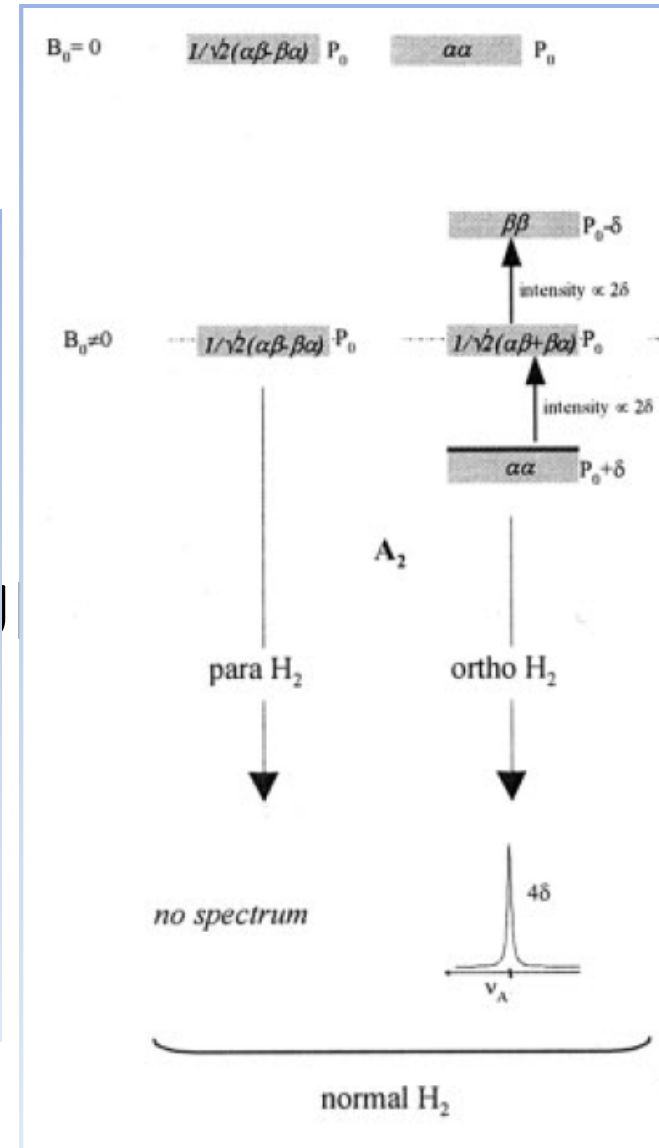 B₀= 0 1/√2(αβ-βα) P₀ αα P₀
ββ P₀-δ
intensity ∝ 2δ
B₀≠0 1/√2(αβ-βα) P₀ 1/√2(αβ+βα) P₀
intensity ∝ 2δ
αα P₀+δ
A₂
para H₂ ortho H₂
no spectrum 4δ
ν_A
normal H₂